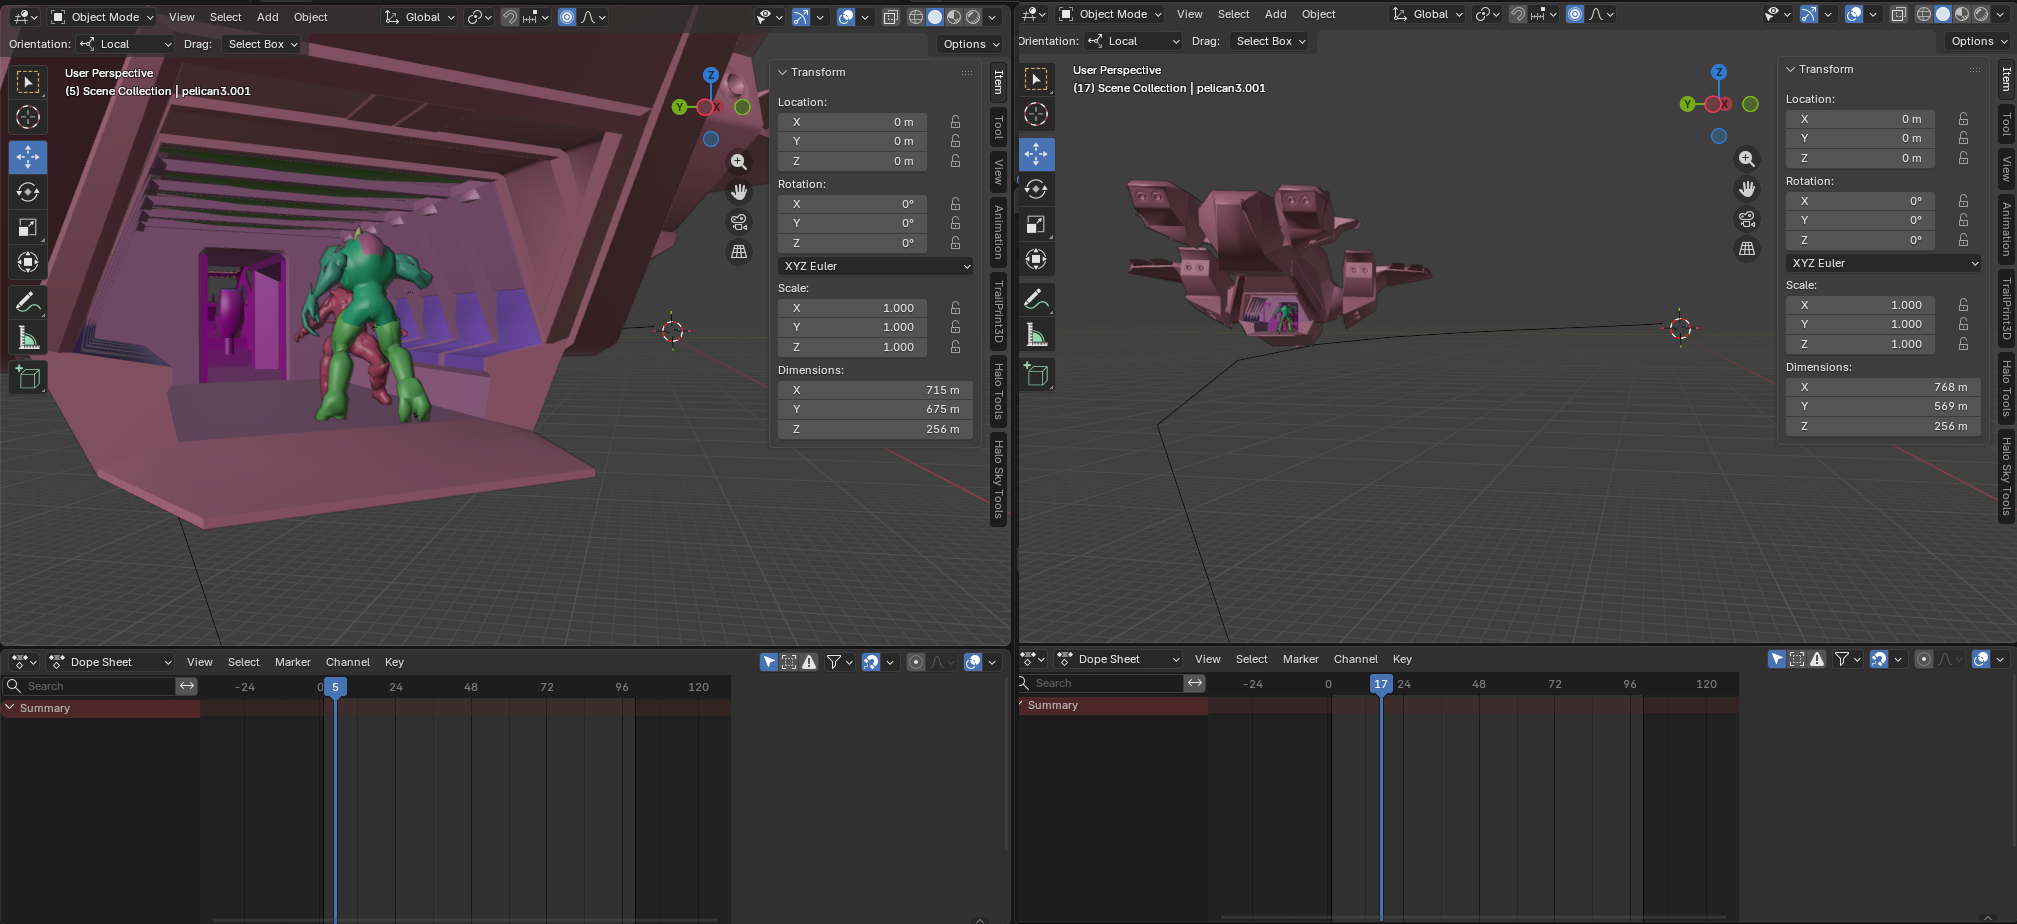 Object Mode View Select Add Object Global
Orientation: Local Drag: Select Box Options
User Perspective
(5) Scene Collection | pelican3.001
Z
Y
X
Transform
Location:
X 0 m
Y 0 m
Z 0 m
Rotation:
X 0°
Y 0°
Z 0°
XYZ Euler
Scale:
X 1.000
Y 1.000
Z 1.000
Dimensions:
X 715 m
Y 675 m
Z 256 m
Item
Tool
View
Animation
TrailPrint3D
Halo Tools
Halo Sky Tools
Dope Sheet View Select Marker Channel Key
Search
-24 0 5 24 48 72 96 120
Summary
Object Mode View Select Add Object Global
Orientation: Local Drag: Select Box Options
User Perspective
(17) Scene Collection | pelican3.001
Z
Y
X
Transform
Location:
X 0 m
Y 0 m
Z 0 m
Rotation:
X 0°
Y 0°
Z 0°
XYZ Euler
Scale:
X 1.000
Y 1.000
Z 1.000
Dimensions:
X 768 m
Y 569 m
Z 256 m
Item
Tool
View
Animation
TrailPrint3D
Halo Tools
Halo Sky Tools
Dope Sheet View Select Marker Channel Key
Search
-24 0 17 24 48 72 96 120
Summary